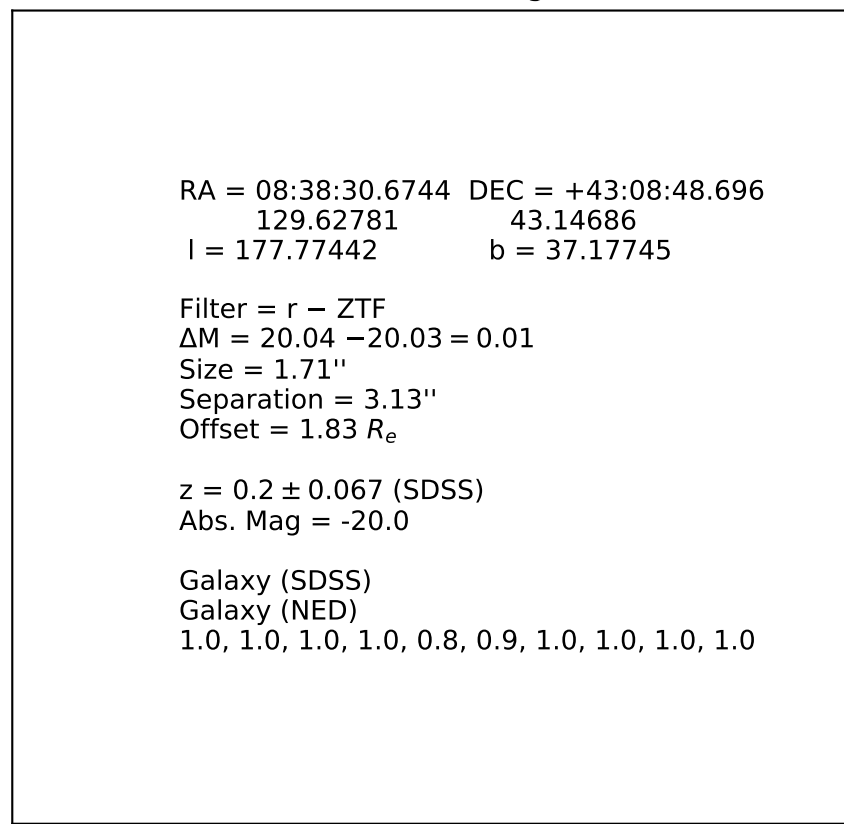 RA = 08:38:30.6744 DEC = +43:08:48.696
129.62781 43.14686
l = 177.77442 b = 37.17745
Filter = r − ZTF
ΔM = 20.04 −20.03 = 0.01
Size = 1.71''
Separation = 3.13''
Offset = 1.83 Re
z = 0.2 ± 0.067 (SDSS)
Abs. Mag = -20.0
Galaxy (SDSS)
Galaxy (NED)
1.0, 1.0, 1.0, 1.0, 0.8, 0.9, 1.0, 1.0, 1.0, 1.0